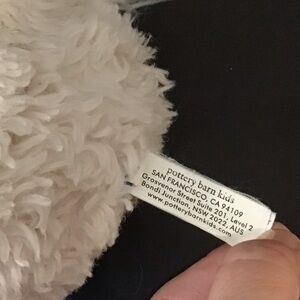 pottery barn kids
SAN FRANCISCO, CA 94109
Grosvenor Street Suite 201, Level 2
Bondi Junction, NSW 2022, AUS
www.potterybarnkids.com